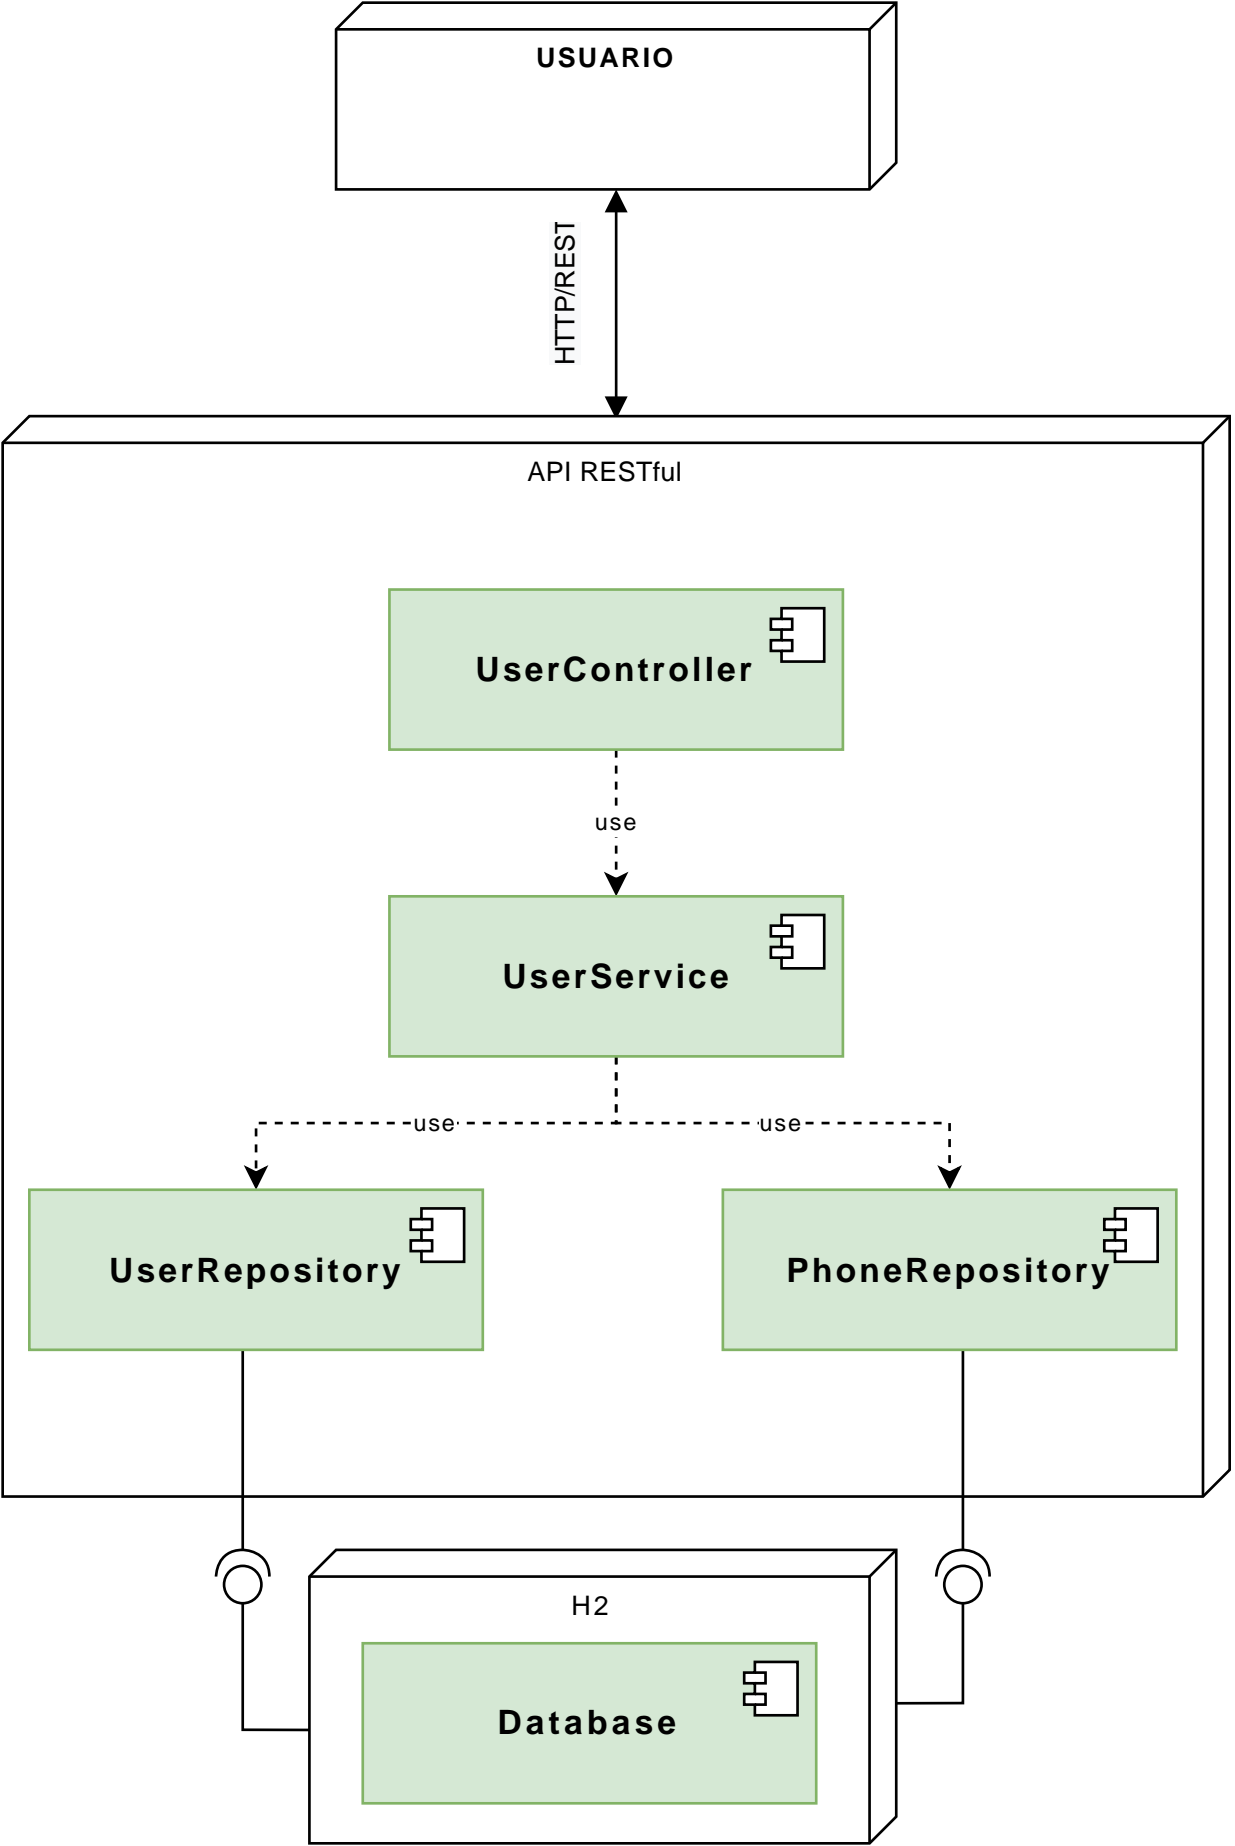 USUARIO
HTTP/REST
API RESTful
UserController
use
UserService
use
use
UserRepository
PhoneRepository
H2
Database